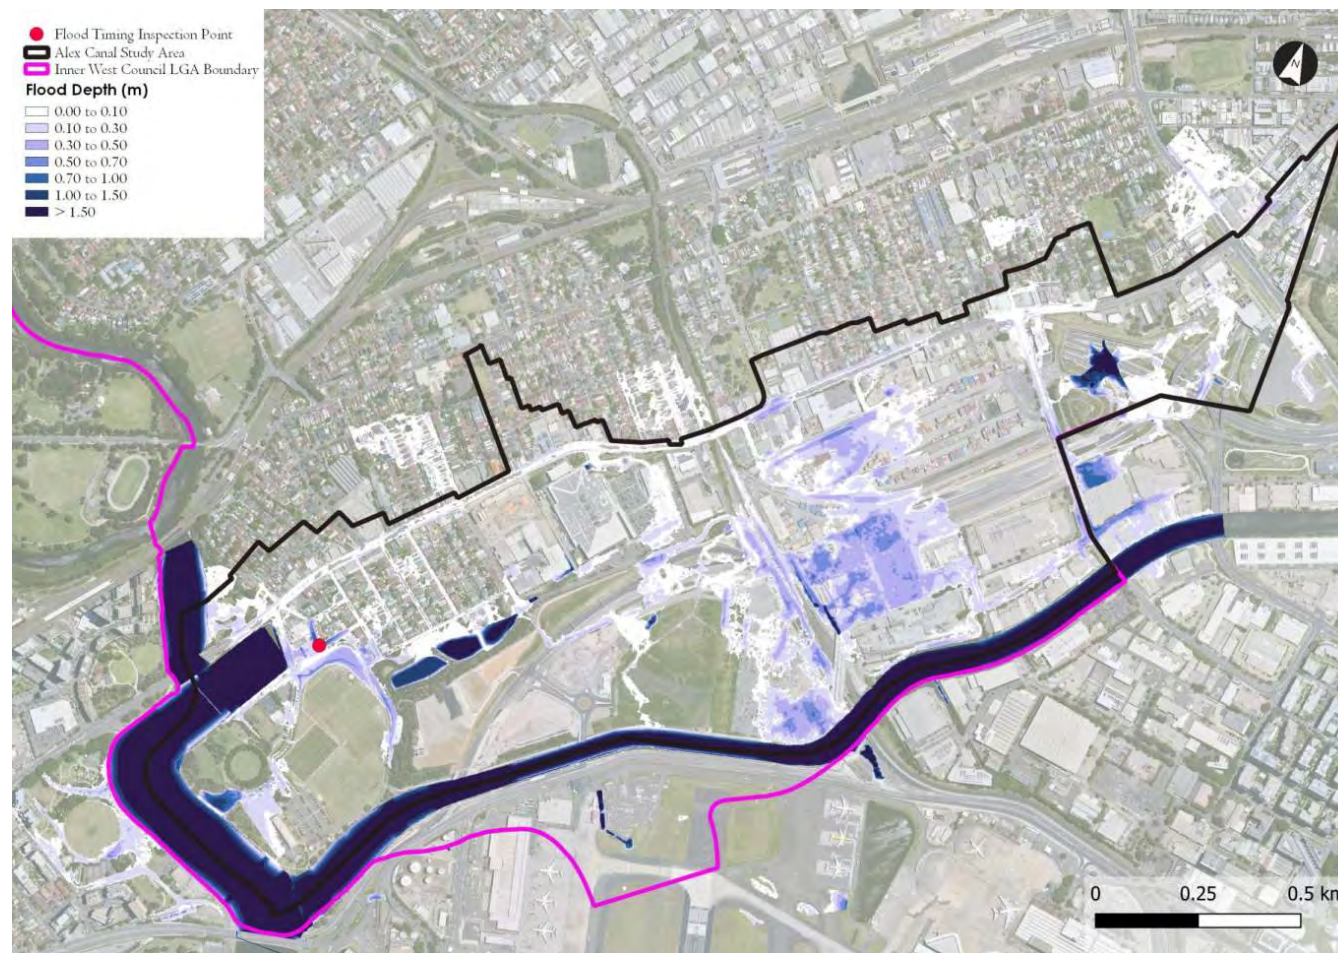 Flood Timing Inspection Point
Alex Canal Study Area
Inner West Council LGA Boundary
Flood Depth (m)
0.00 to 0.10
0.10 to 0.30
0.30 to 0.50
0.50 to 0.70
0.70 to 1.00
1.00 to 1.50
> 1.50
N
0 0.25 0.5 km